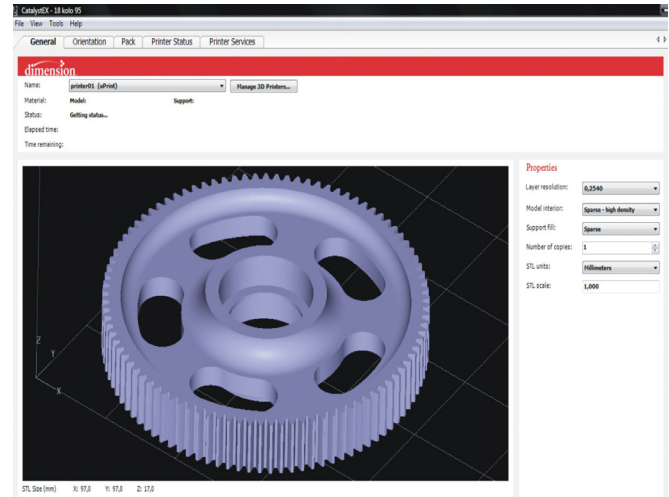 CatalystEX - 18 kolo 95
File View Tools Help
General Orientation Pack Printer Status Printer Services
dimension
Name: printer01 (uPrint) Manage 3D Printers...
Material: Model: Support:
Status: Getting status...
Elapsed time:
Time remaining:
Properties
Layer resolution: 0,2540
Model interior: Sparse - high density
Support fill: Sparse
Number of copies: 1
STL units: Millimeters
STL scale: 1,000
Z
Y
X
STL Size (mm) X: 97,0 Y: 97,0 Z: 17,0